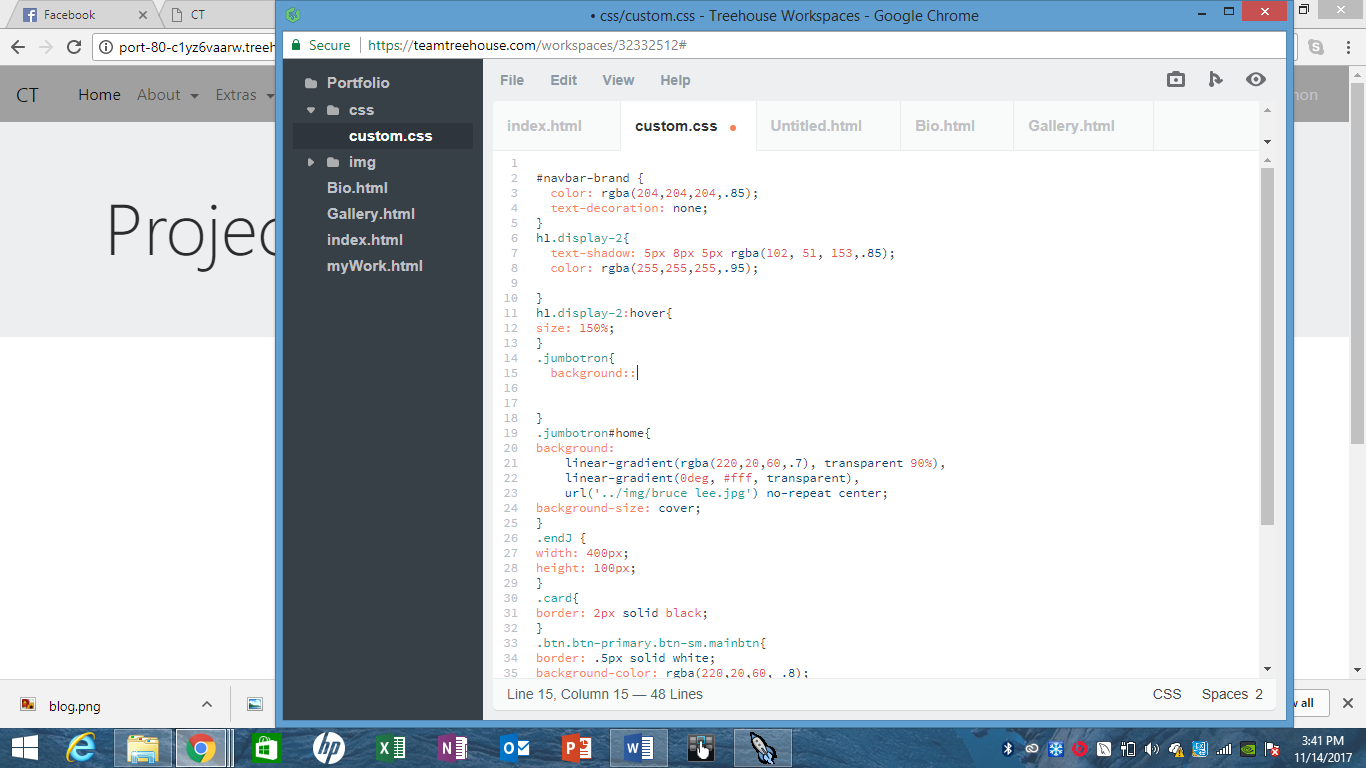 Facebook
CT
• css/custom.css - Treehouse Workspaces - Google Chrome
port-80-c1yz6vaarw.treeh
Secure
https://teamtreehouse.com/workspaces/32332512#
CT
Home
About
Extras
non
Projec
Portfolio
css
custom.css
img
Bio.html
Gallery.html
index.html
myWork.html
File
Edit
View
Help
index.html
custom.css
Untitled.html
Bio.html
Gallery.html
1
2 #navbar-brand {
3 color: rgba(204,204,204,.85);
4 text-decoration: none;
5 }
6 h1.display-2{
7 text-shadow: 5px 8px 5px rgba(102, 51, 153,.85);
8 color: rgba(255,255,255,.95);
9
10 }
11 h1.display-2:hover{
12 size: 150%;
13 }
14 .jumbotron{
15 background::
16
17
18 }
19 .jumbotron#home{
20 background:
21 linear-gradient(rgba(220,20,60,.7), transparent 90%),
22 linear-gradient(0deg, #fff, transparent),
23 url('../img/bruce lee.jpg') no-repeat center;
24 background-size: cover;
25 }
26 .endJ {
27 width: 400px;
28 height: 100px;
29 }
30 .card{
31 border: 2px solid black;
32 }
33 .btn.btn-primary.btn-sm.mainbtn{
34 border: .5px solid white;
35 background-color: rgba(220,20,60, .8);
Line 15, Column 15 — 48 Lines
CSS
Spaces 2
blog.png
w all
3:41 PM
11/14/2017